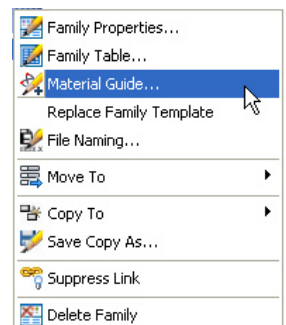 Family Properties...
Family Table...
Material Guide...
Replace Family Template
File Naming...
Move To
Copy To
Save Copy As...
Suppress Link
Delete Family